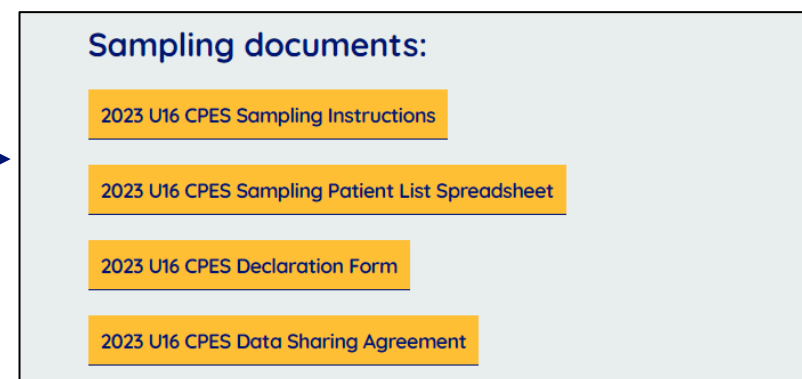 Sampling documents:
2023 U16 CPES Sampling Instructions
2023 U16 CPES Sampling Patient List Spreadsheet
2023 U16 CPES Declaration Form
2023 U16 CPES Data Sharing Agreement